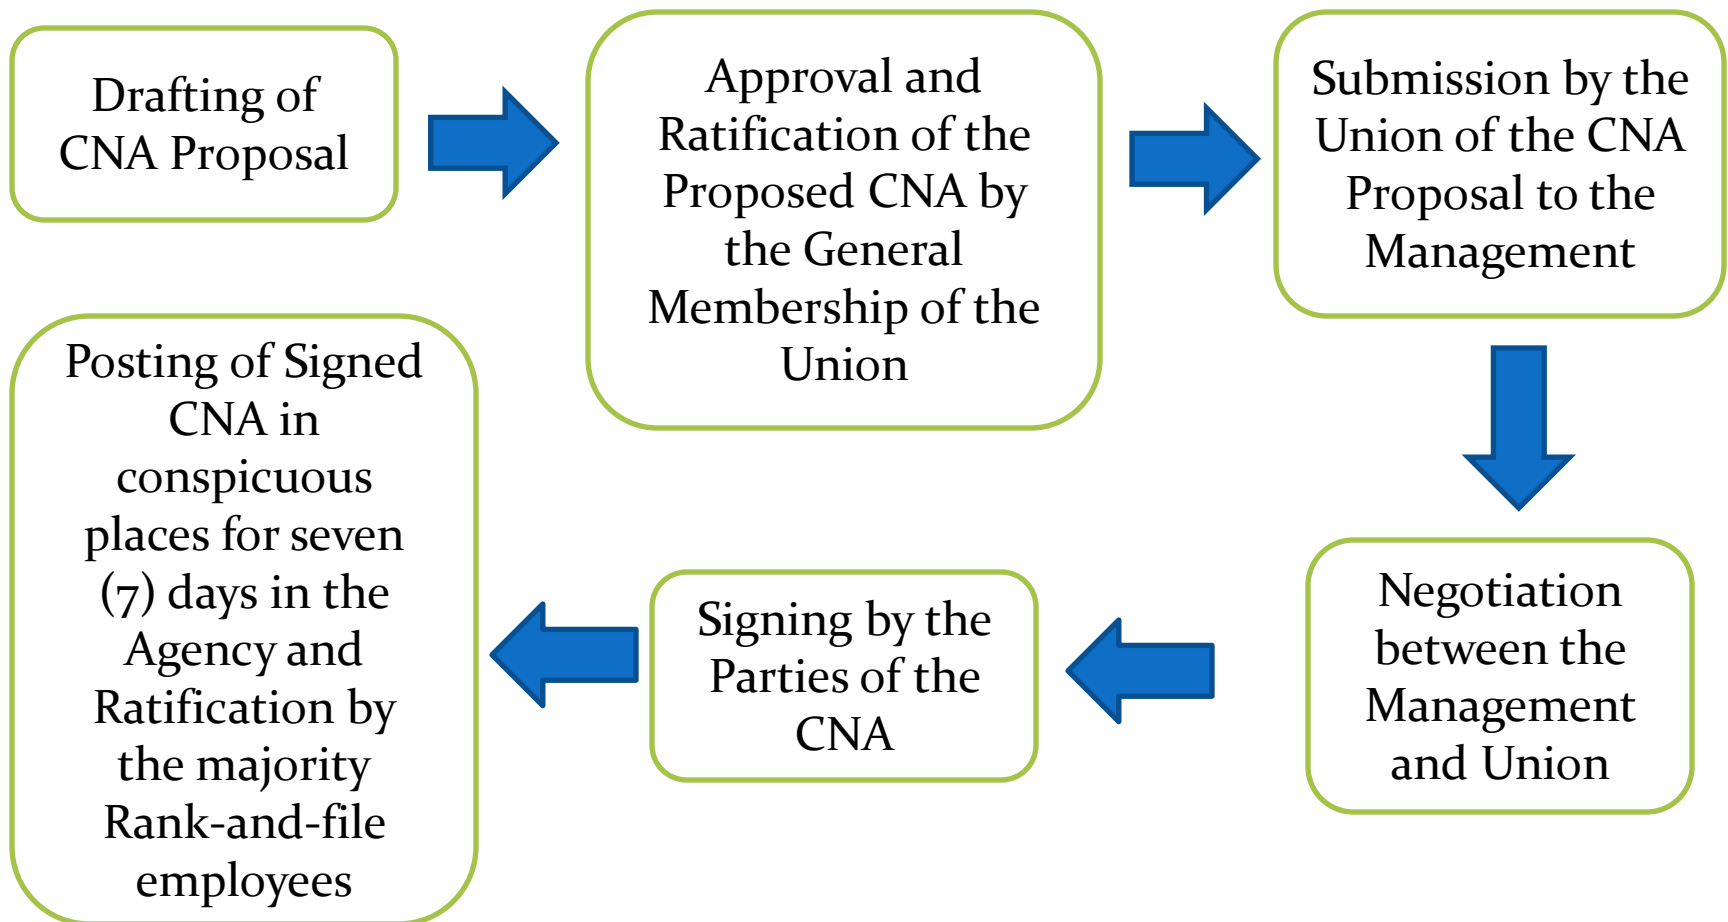 Drafting of
CNA Proposal
Approval and
Ratification of the
Proposed CNA by
the General
Membership of the
Union
Submission by the
Union of the CNA
Proposal to the
Management
Negotiation
between the
Management
and Union
Signing by the
Parties of the
CNA
Posting of Signed
CNA in
conspicuous
places for seven
(7) days in the
Agency and
Ratification by
the majority
Rank-and-file
employees